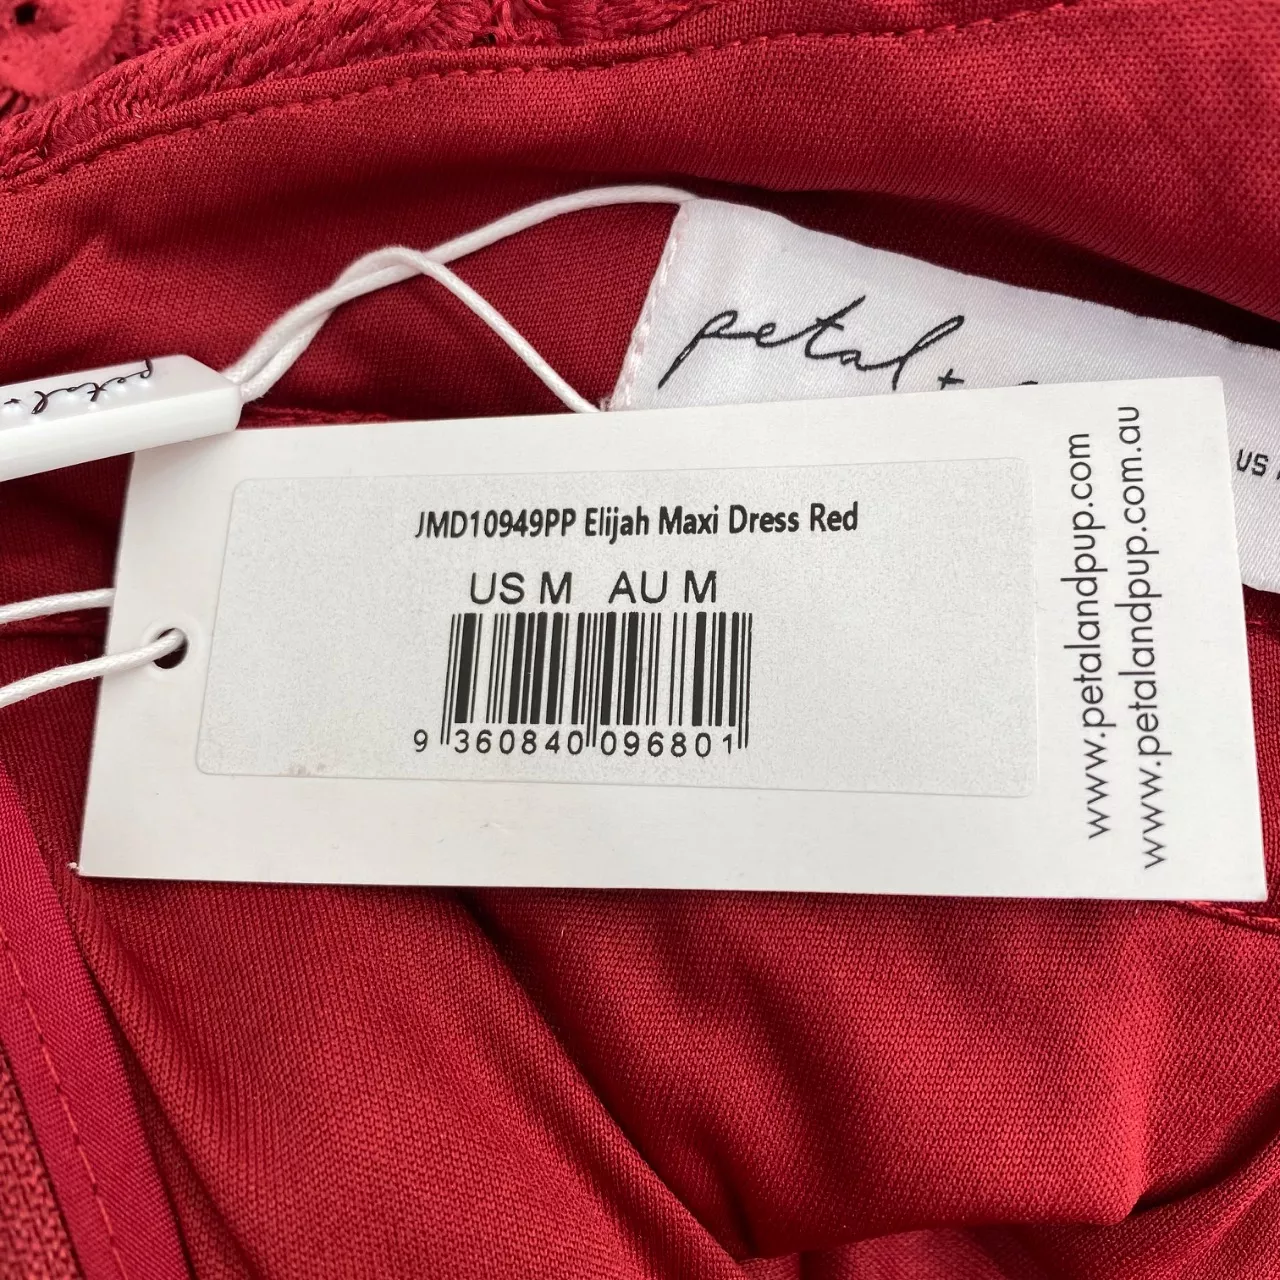 petal +
petal +
US
JMD10949PP Elijah Maxi Dress Red
US M AU M
9 360840 096801
www.petalandpup.com
www.petalandpup.com.au